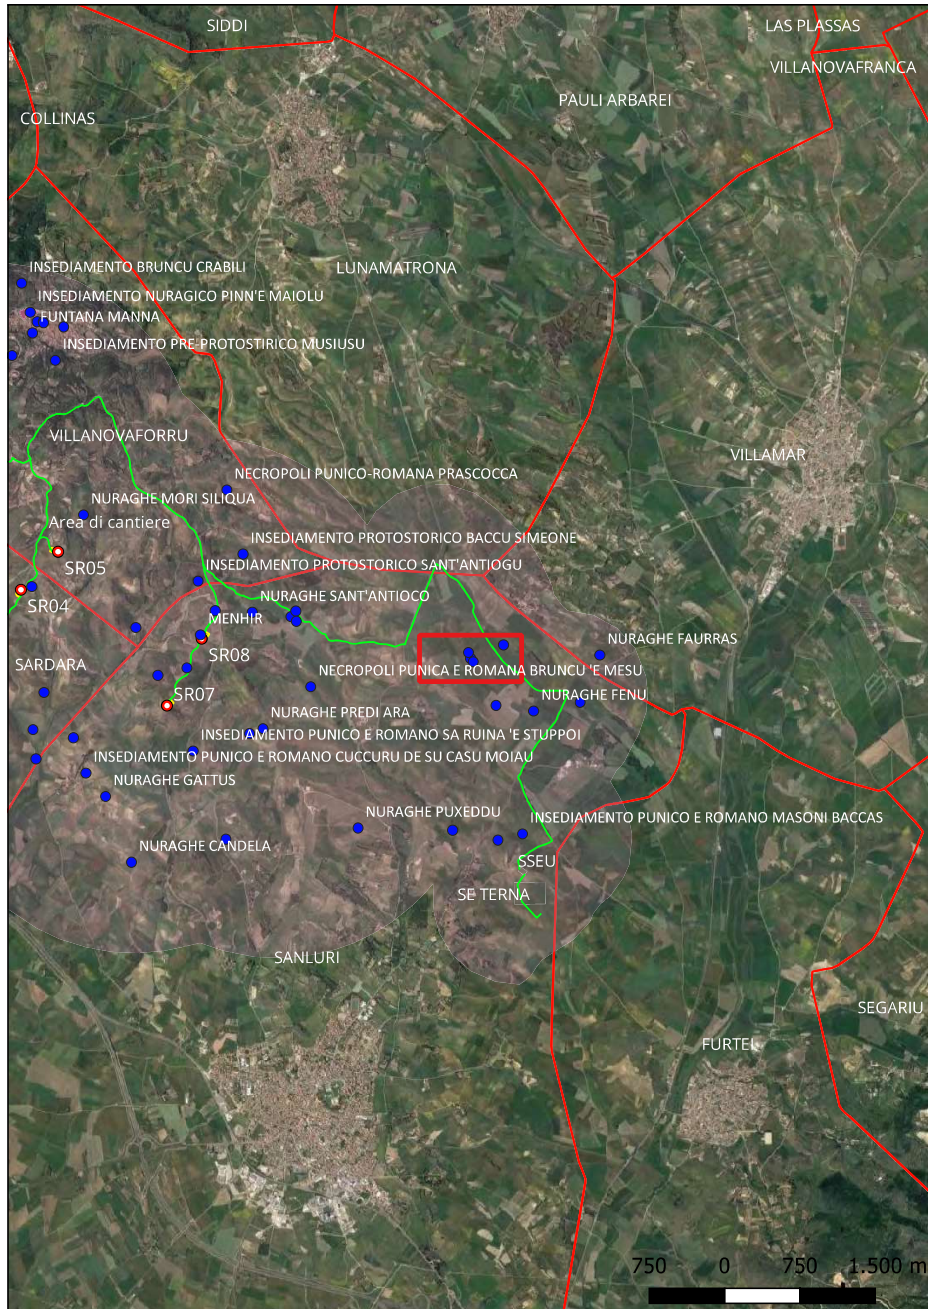 SIDDI
LAS PLASSAS
VILLANOVAFRANCA
PAULI ARBAREI
COLLINAS
LUNAMATRONA
INSEDIAMENTO BRUNCU CRABILI
INSEDIAMENTO NURAGICO PINN'E MAIOLU
FUNTANA MANNA
INSEDIAMENTO PRE-PROTOSTIRICO MUSIUSU
VILLANOVAFORRU
VILLAMAR
NECROPOLI PUNICO-ROMANA PRASCOCCA
NURAGHE MORI SILIQUA
Area di cantiere
INSEDIAMENTO PROTOSTORICO BACCU SIMEONE
SR05
INSEDIAMENTO PROTOSTORICO SANT'ANTIOGU
SR04
NURAGHE SANT'ANTIOCO
MENHIR
NURAGHE FAURRAS
SR08
SARDARA
NECROPOLI PUNICA E ROMANA BRUNCU 'E MESU
SR07
NURAGHE FENU
NURAGHE PREDI ARA
INSEDIAMENTO PUNICO E ROMANO SA RUINA 'E STUPPOI
INSEDIAMENTO PUNICO E ROMANO CUCCURU DE SU CASU MOIAU
NURAGHE GATTUS
NURAGHE PUXEDDU
INSEDIAMENTO PUNICO E ROMANO MASONI BACCAS
NURAGHE CANDELA
SSEU
SE TERNA
SANLURI
SEGARIU
FURTEI
750 0 750 1.500 m